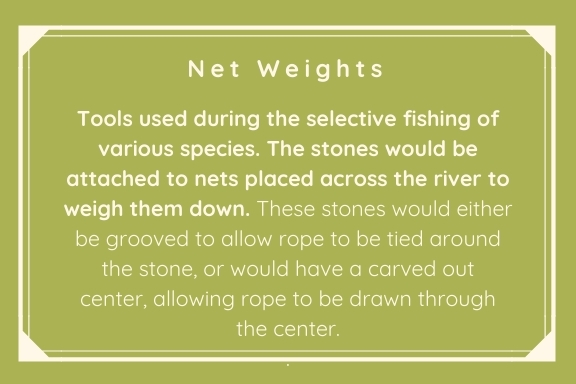 Net Weights
Tools used during the selective fishing of
various species. The stones would be
attached to nets placed across the river to
weigh them down. These stones would either
be grooved to allow rope to be tied around
the stone, or would have a carved out
center, allowing rope to be drawn through
the center.